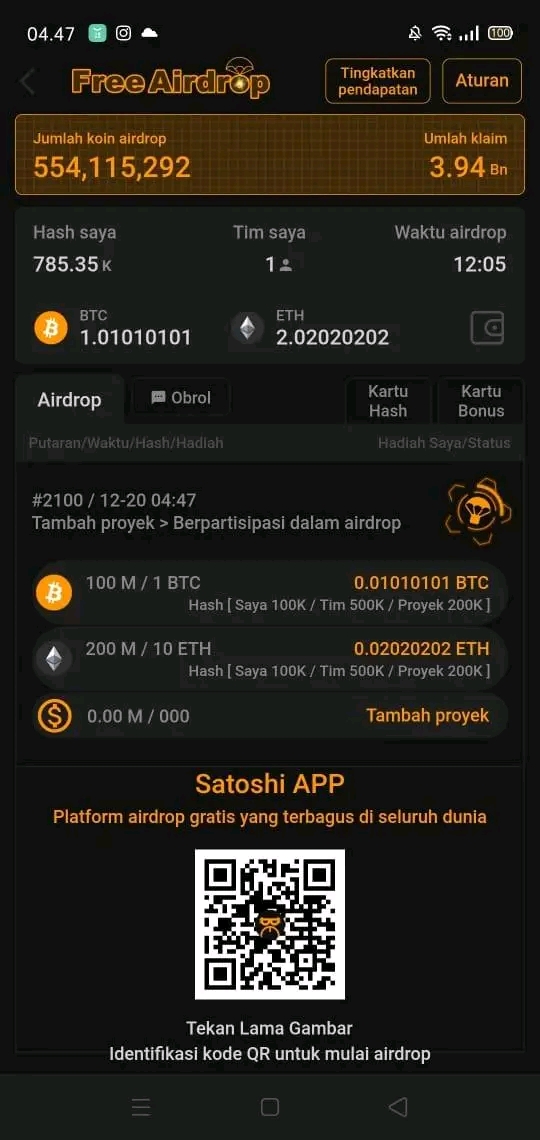 04.47
100
Free Airdrop
Tingkatkan pendapatan
Aturan
Jumlah koin airdrop
Umlah klaim
554,115,292
3.94 Bn
Hash saya
Tim saya
Waktu airdrop
785.35 K
1
12:05
BTC
1.01010101
ETH
2.02020202
Airdrop
Obrol
Kartu Hash
Kartu Bonus
Putaran/Waktu/Hash/Hadiah
Hadiah Saya/Status
#2100 / 12-20 04:47
Tambah proyek > Berpartisipasi dalam airdrop
100 M / 1 BTC
0.01010101 BTC
Hash [ Saya 100K / Tim 500K / Proyek 200K ]
200 M / 10 ETH
0.02020202 ETH
Hash [ Saya 100K / Tim 500K / Proyek 200K ]
0.00 M / 000
Tambah proyek
Satoshi APP
Platform airdrop gratis yang terbagus di seluruh dunia
Tekan Lama Gambar
Identifikasi kode QR untuk mulai airdrop